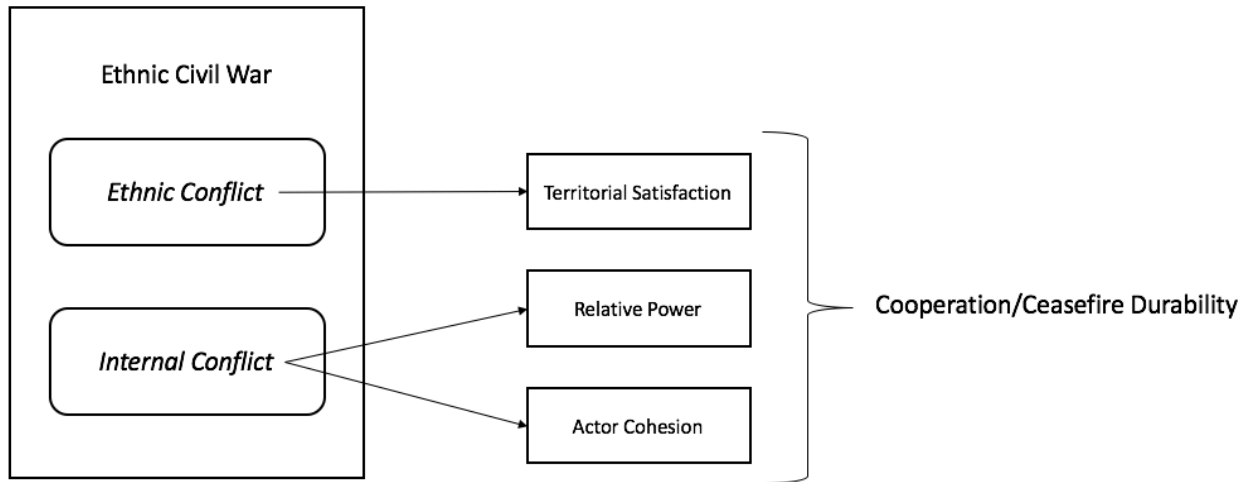 Ethnic Civil War
Ethnic Conflict
Territorial Satisfaction
Relative Power
Cooperation/Ceasefire Durability
Internal Conflict
Actor Cohesion